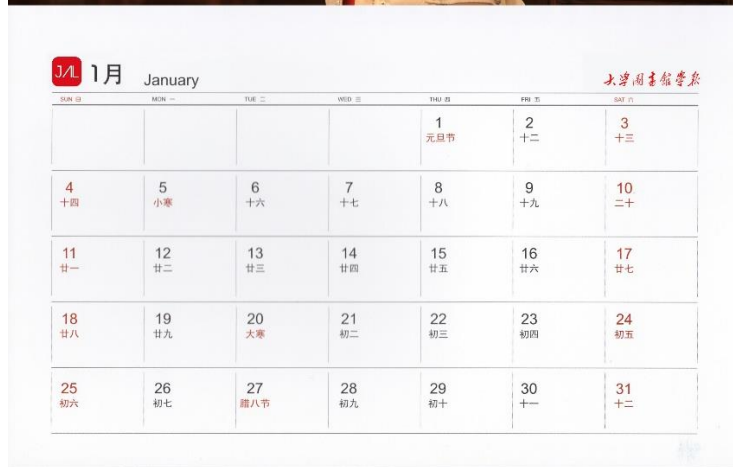 JAL 1月 January 大学图书馆学报
SUN 日 MON 一 TUE 二 WED 三 THU 四 FRI 五 SAT 六
1 2 3
元旦节 十二 十三
4 5 6 7 8 9 10
十四 小寒 十六 十七 十八 十九 二十
11 12 13 14 15 16 17
廿一 廿二 廿三 廿四 廿五 廿六 廿七
18 19 20 21 22 23 24
廿八 廿九 大寒 初二 初三 初四 初五
25 26 27 28 29 30 31
初六 初七 腊八节 初九 初十 十一 十二